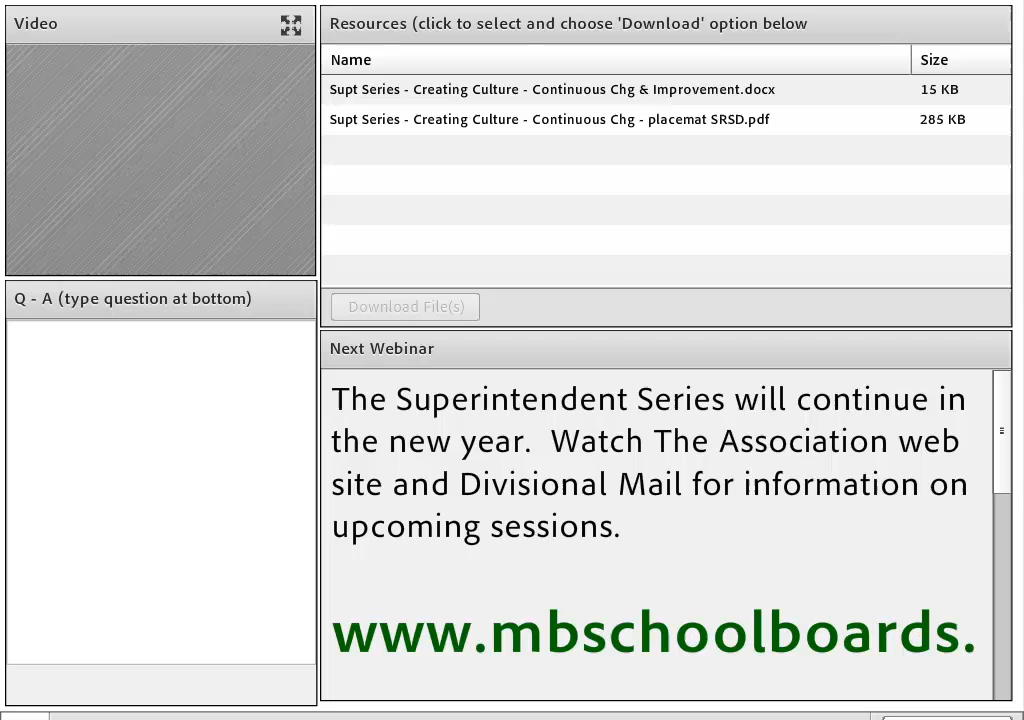 Video
Resources (click to select and choose 'Download' option below
Name Size
Supt Series - Creating Culture - Continuous Chg & Improvement.docx 15 KB
Supt Series - Creating Culture - Continuous Chg - placemat SRSD.pdf 285 KB
Download File(s)
Q - A (type question at bottom)
Next Webinar
The Superintendent Series will continue in
the new year. Watch The Association web
site and Divisional Mail for information on
upcoming sessions.
www.mbschoolboards.